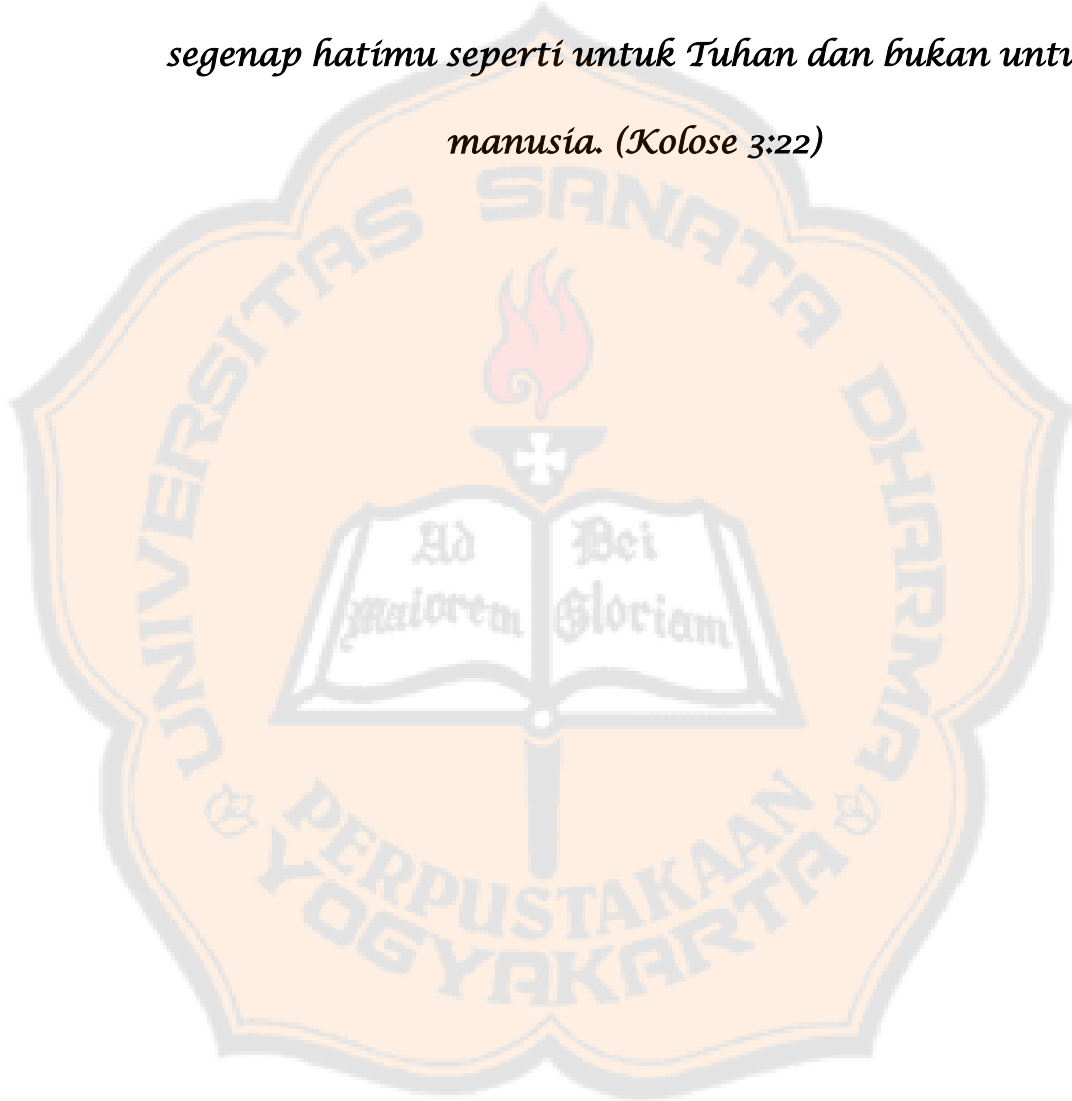 segenap hatimu seperti untuk Tuhan dan bukan untu
manusia. (Kolose 3:22)
UNIVERSITAS SANATA DHARMA
Ad Dei
Maiorem Gloriam
PERPUSTAKAAN
YOGYAKARTA